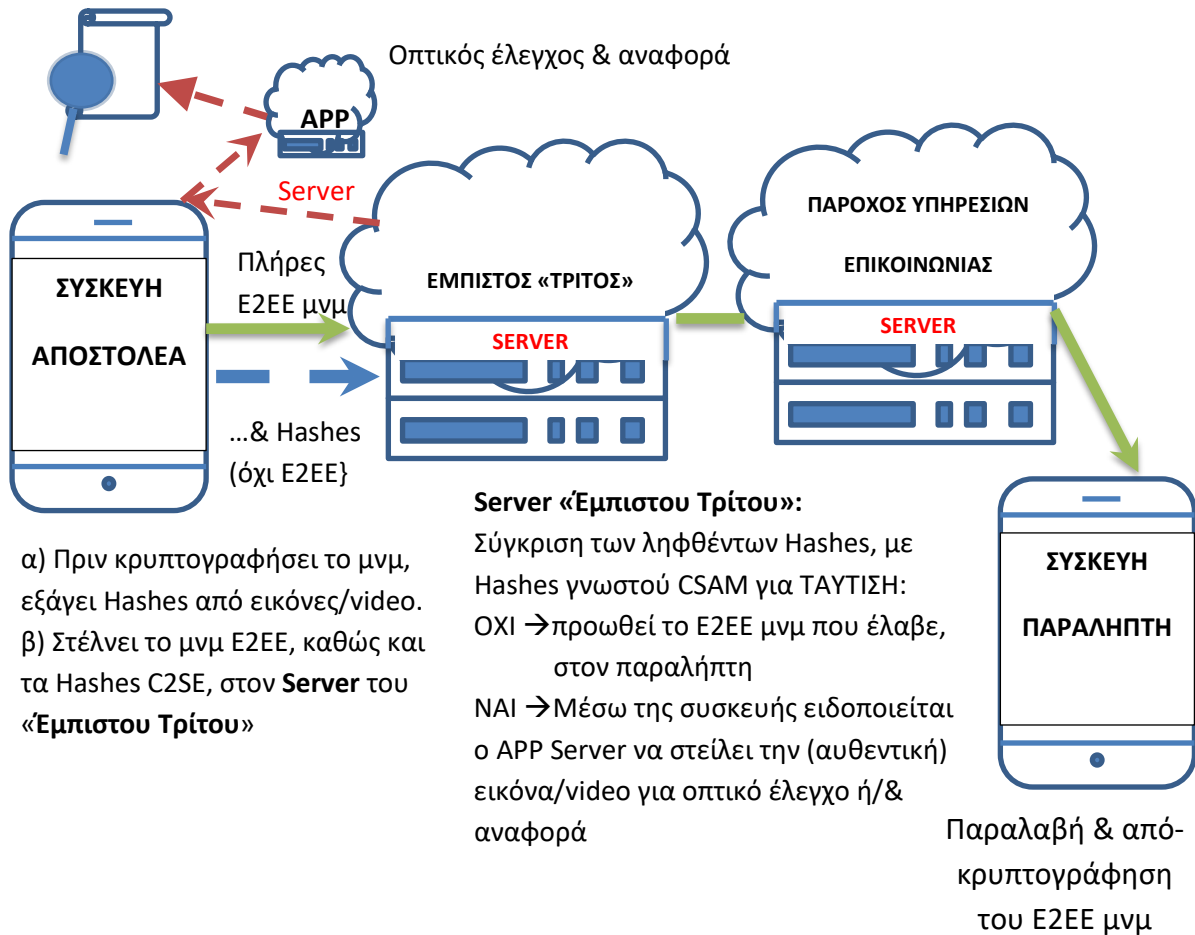 Οπτικός έλεγχος & αναφορά
APP
Server
ΣΥΣΚΕΥΗ
ΑΠΟΣΤΟΛΕΑ
Πλήρες
E2EE μνμ
…& Hashes
(όχι E2EE}
ΕΜΠΙΣΤΟΣ «ΤΡΙΤΟΣ»
SERVER
ΠΑΡΟΧΟΣ ΥΠΗΡΕΣΙΩΝ
ΕΠΙΚΟΙΝΩΝΙΑΣ
SERVER
α) Πριν κρυπτογραφήσει το μνμ,
εξάγει Hashes από εικόνες/video.
β) Στέλνει το μνμ E2EE, καθώς και
τα Hashes C2SE, στον Server του
«Έμπιστου Τρίτου»
Server «Έμπιστου Τρίτου»:
Σύγκριση των ληφθέντων Hashes, με
Hashes γνωστού CSAM για ΤΑΥΤΙΣΗ:
ΟΧΙ →προωθεί το E2EE μνμ που έλαβε,
στον παραλήπτη
ΝΑΙ →Μέσω της συσκευής ειδοποιείται
ο APP Server να στείλει την (αυθεντική)
εικόνα/video για οπτικό έλεγχο ή/&
αναφορά
ΣΥΣΚΕΥΗ
ΠΑΡΑΛΗΠΤΗ
Παραλαβή & από-
κρυπτογράφηση
του E2EE μνμ